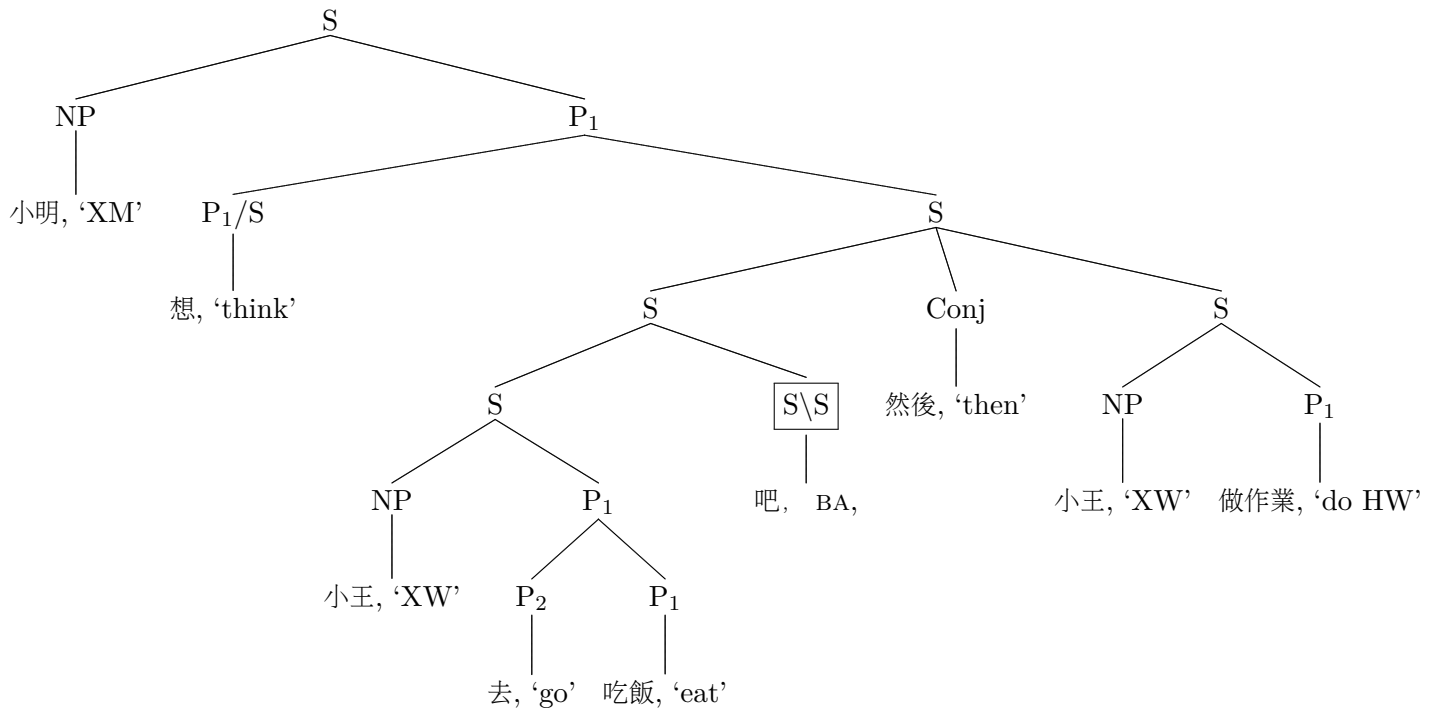 S
NP P₁
小明, ‘XM’ P₁/S S
想, ‘think’ S Conj S
S S\S 然後, ‘then’ NP P₁
NP P₁ 吧, BA, 小王, ‘XW’ 做作業, ‘do HW’
小王, ‘XW’ P₂ P₁
去, ‘go’ 吃飯, ‘eat’